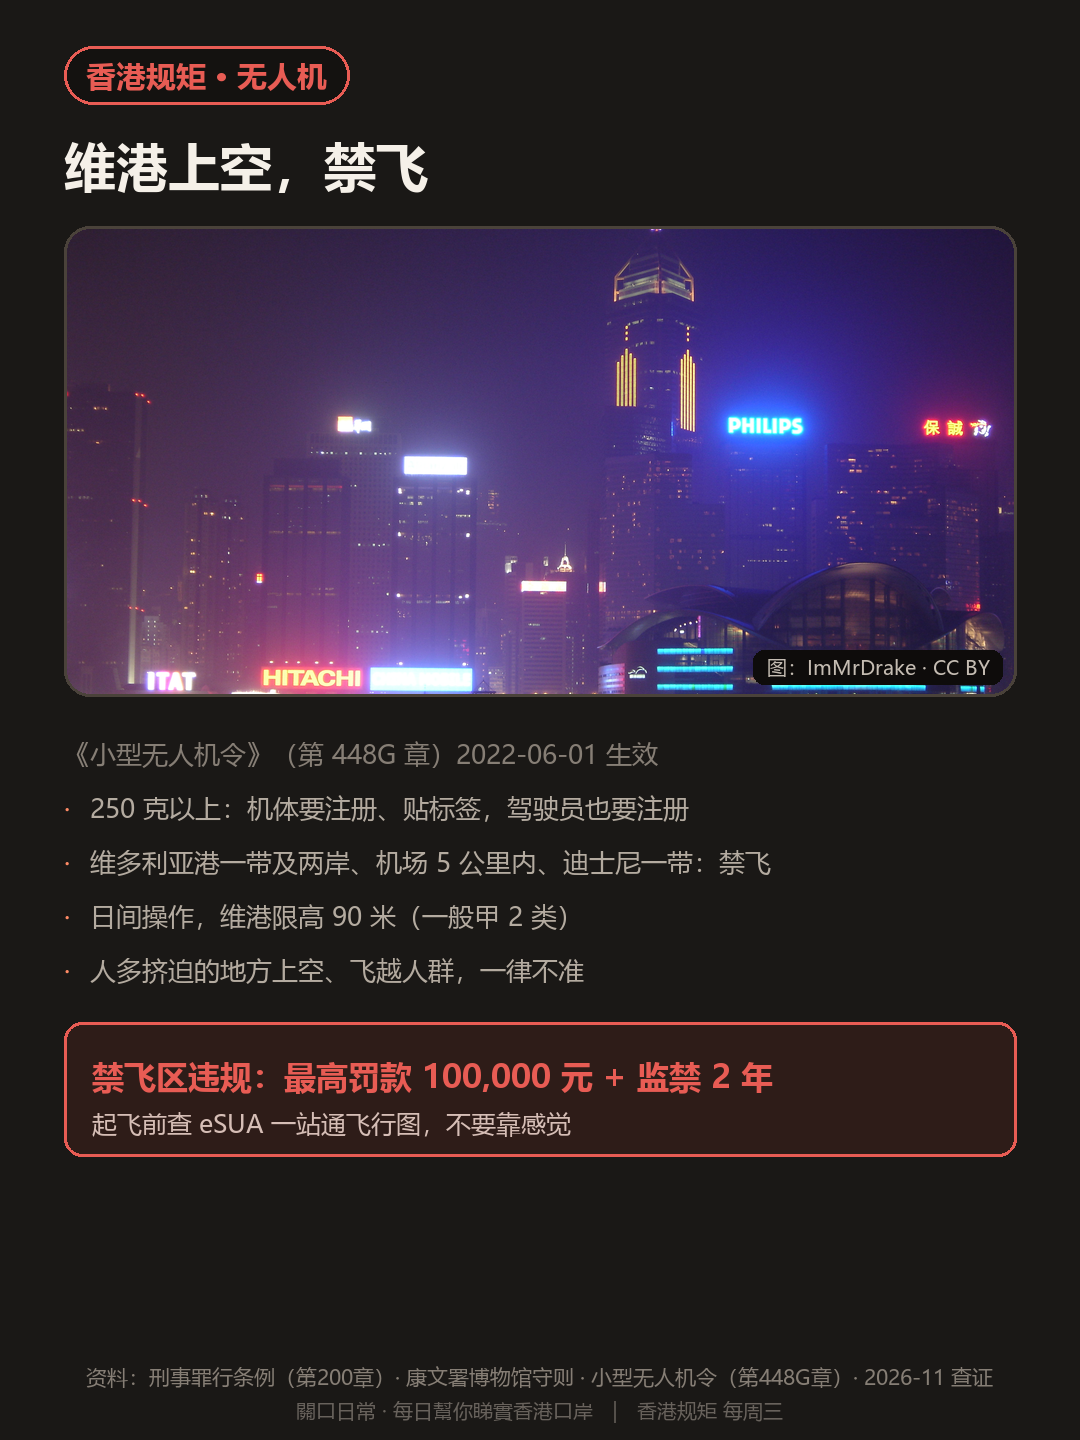 香港规矩 • 无人机
维港上空，禁飞
PHILIPS
保誠
ITAT
HITACHI
图：ImMrDrake · CC BY
《小型无人机令》（第 448G 章）2022-06-01 生效
· 250 克以上：机体要注册、贴标签，驾驶员也要注册
· 维多利亚港一带及两岸、机场 5 公里内、迪士尼一带：禁飞
· 日间操作，维港限高 90 米（一般甲 2 类）
· 人多挤迫的地方上空、飞越人群，一律不准
禁飞区违规：最高罚款 100,000 元 + 监禁 2 年
起飞前查 eSUA 一站通飞行图，不要靠感觉
资料：刑事罪行条例（第200章）· 康文署博物馆守则 · 小型无人机令（第448G章）· 2026-11 查证
關口日常 · 每日幫你睇實香港口岸 ｜ 香港规矩 每周三